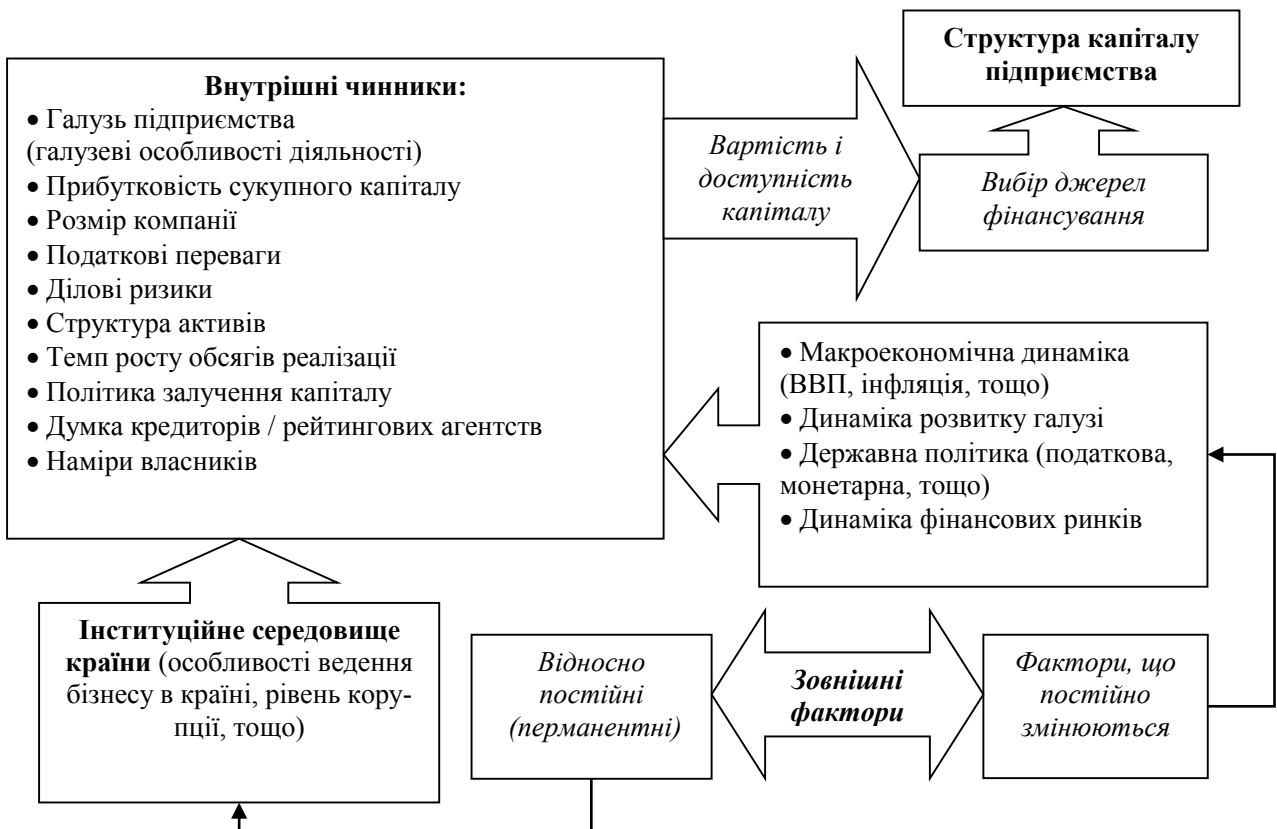 Структура капіталу
підприємства
Внутрішні чинники:
• Галузь підприємства
(галузеві особливості діяльності)
• Прибутковість сукупного капіталу
• Розмір компанії
• Податкові переваги
• Ділові ризики
• Структура активів
• Темп росту обсягів реалізації
• Політика залучення капіталу
• Думка кредиторів / рейтингових агентств
• Наміри власників
Вартість і
доступність
капіталу
Вибір джерел
фінансування
• Макроекономічна динаміка
(ВВП, інфляція, тощо)
• Динаміка розвитку галузі
• Державна політика (податкова,
монетарна, тощо)
• Динаміка фінансових ринків
Інституційне середовище
країни (особливості ведення
бізнесу в країні, рівень кору-
пції, тощо)
Відносно
постійні
(перманентні)
Зовнішні
фактори
Фактори, що
постійно
змінюються